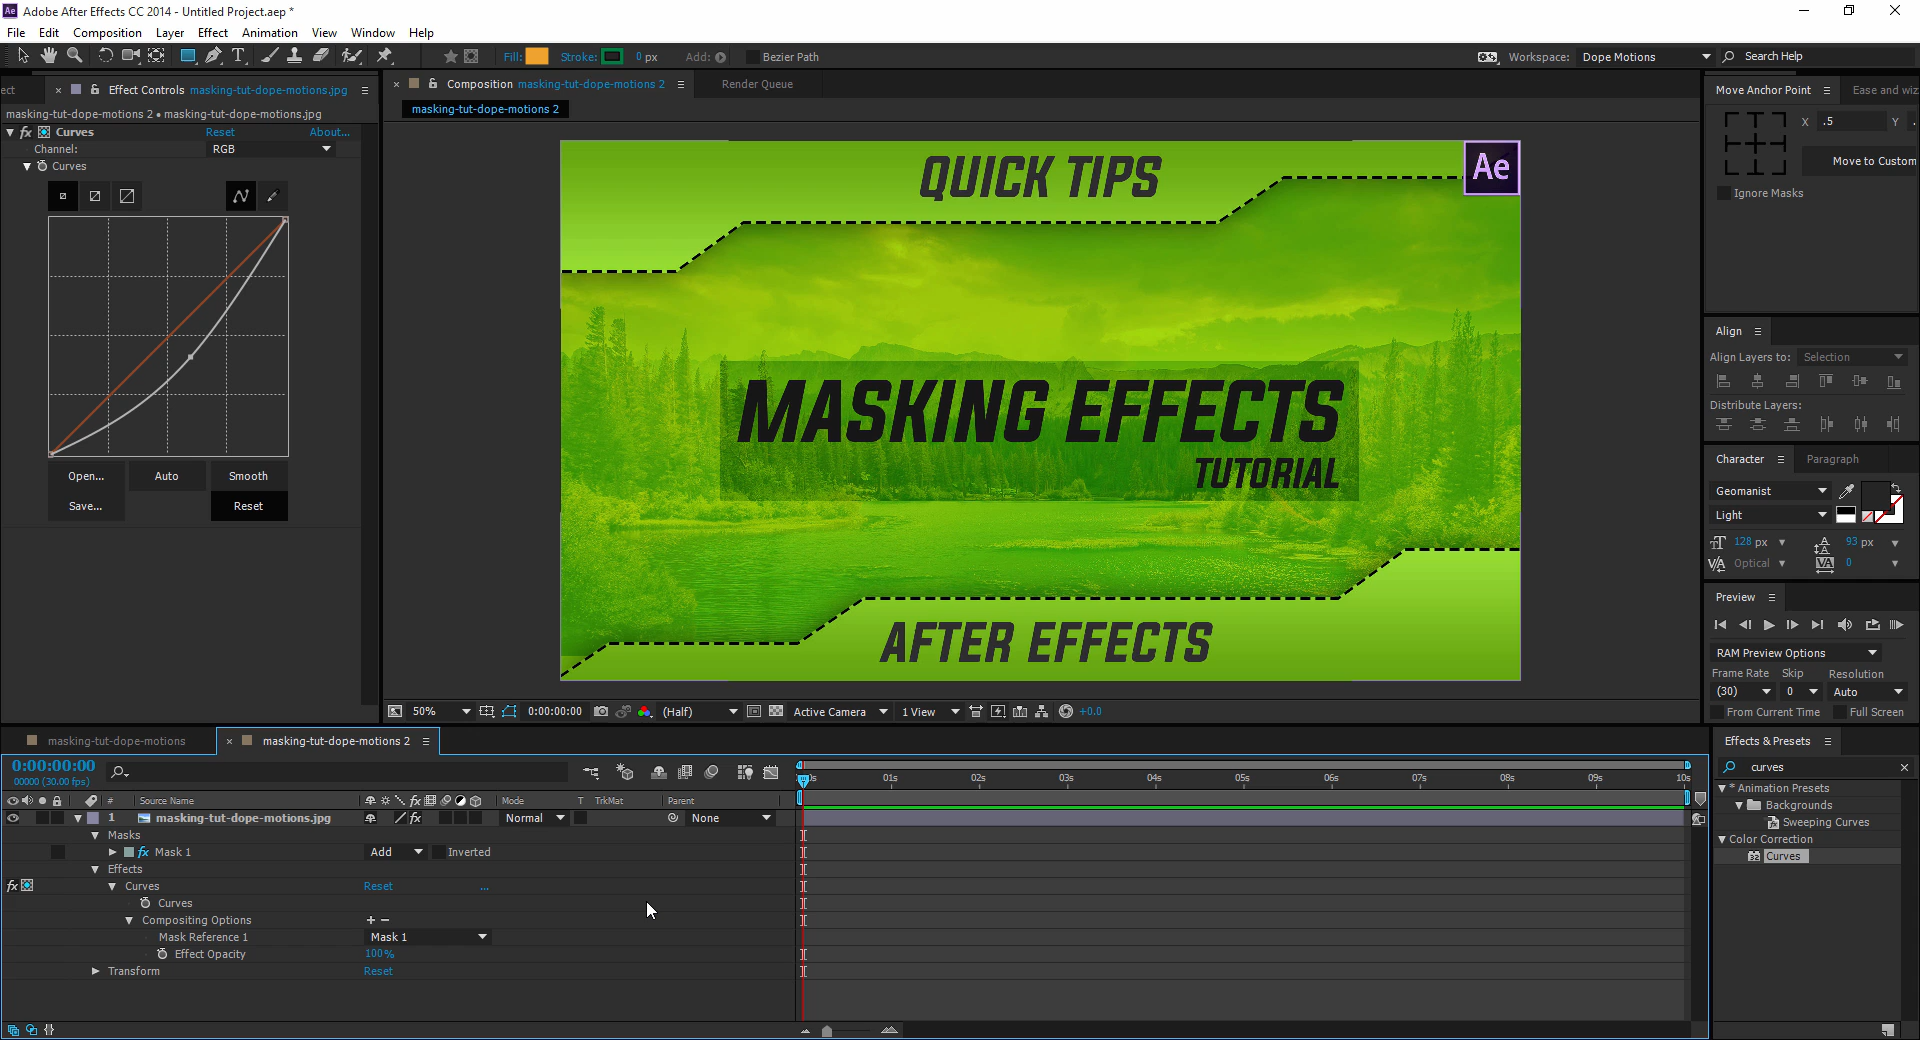 Ae Adobe After Effects CC 2014 - Untitled Project.aep *
File Edit Composition Layer Effect Animation View Window Help
Fill: Stroke: 0 px Add: Bezier Path Workspace: Dope Motions Search Help
ect Effect Controls masking-tut-dope-motions.jpg
masking-tut-dope-motions 2 • masking-tut-dope-motions.jpg
fx Curves Reset About...
Channel: RGB
Curves
Open... Auto Smooth
Save... Reset
Composition masking-tut-dope-motions 2 Render Queue
masking-tut-dope-motions 2
QUICK TIPS
Ae
MASKING EFFECTS
TUTORIAL
AFTER EFFECTS
50% 0:00:00:00 (Half) Active Camera 1 View +0.0
Move Anchor Point Ease and wiz
X .5 Y .
Move to Custom
Ignore Masks
Align
Align Layers to: Selection
Distribute Layers:
Character Paragraph
Geomanist
Light
128 px 93 px
Optical 0
Preview
RAM Preview Options
Frame Rate Skip Resolution
(30) 0 Auto
From Current Time Full Screen
masking-tut-dope-motions masking-tut-dope-motions 2
0:00:00:00
00000 (30.00 fps)
0s 01s 02s 03s 04s 05s 06s 07s 08s 09s 10s
# Source Name fx Mode T TrkMat Parent
1 masking-tut-dope-motions.jpg fx Normal None
Masks
fx Mask 1 Add Inverted
Effects
fx Curves Reset ...
Curves
Compositing Options + −
Mask Reference 1 Mask 1
Effect Opacity 100%
Transform Reset
Effects & Presets
curves
* Animation Presets
Backgrounds
Sweeping Curves
Color Correction
32 Curves